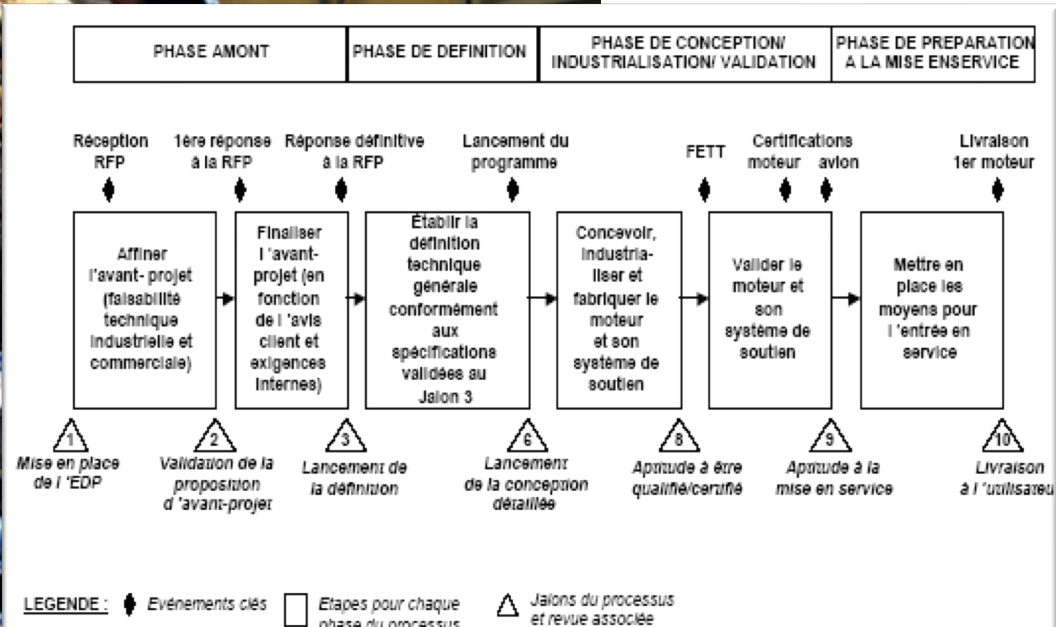 PHASE AMONT
PHASE DE DEFINITION
PHASE DE CONCEPTION/
INDUSTRIALISATION/ VALIDATION
PHASE DE PREPARATION
A LA MISE ENSERVICE
Réception
RFP
1ère réponse
à la RFP
Réponse définitive
à la RFP
Lancement du
programme
FETT
Certifications
moteur avion
Livraison
1er moteur
Affiner
l'avant- projet
(faisabilité
technique
industrielle et
commerciale)
Finaliser
l 'avant-
projet (en
fonction
de l 'avis
client et
exigences
internes)
Établir la
définition
technique
générale
conformément
aux
spécifications
validées au
Jalon 3
Concevoir,
industria-
liser et
fabriquer le
moteur
et son
système de
soutien
Valider le
moteur et
son
système de
soutien
Mettre en
place les
moyens pour
l 'entrée en
service
1
Mise en place
de l 'EDP
2
Validation de la
proposition
d 'avant-projet
3
Lancement de
la définition
6
Lancement
de la conception
détaillée
8
Aptitude à être
qualifié/certifié
9
Aptitude à la
mise en service
10
Livraison
à l 'utilisateu
LEGENDE :
Evénements clés
Etapes pour chaque
phase du processus
Jalons du processus
et revue associée